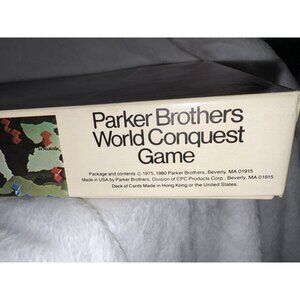 Parker Brothers
World Conquest
Game
Package and contents © 1975, 1980 Parker Brothers, Beverly, MA 01915
Made in USA by Parker Brothers, Division of CPC Products Corp., Beverly, MA 01915
Deck of Cards Made in Hong Kong or the United States.